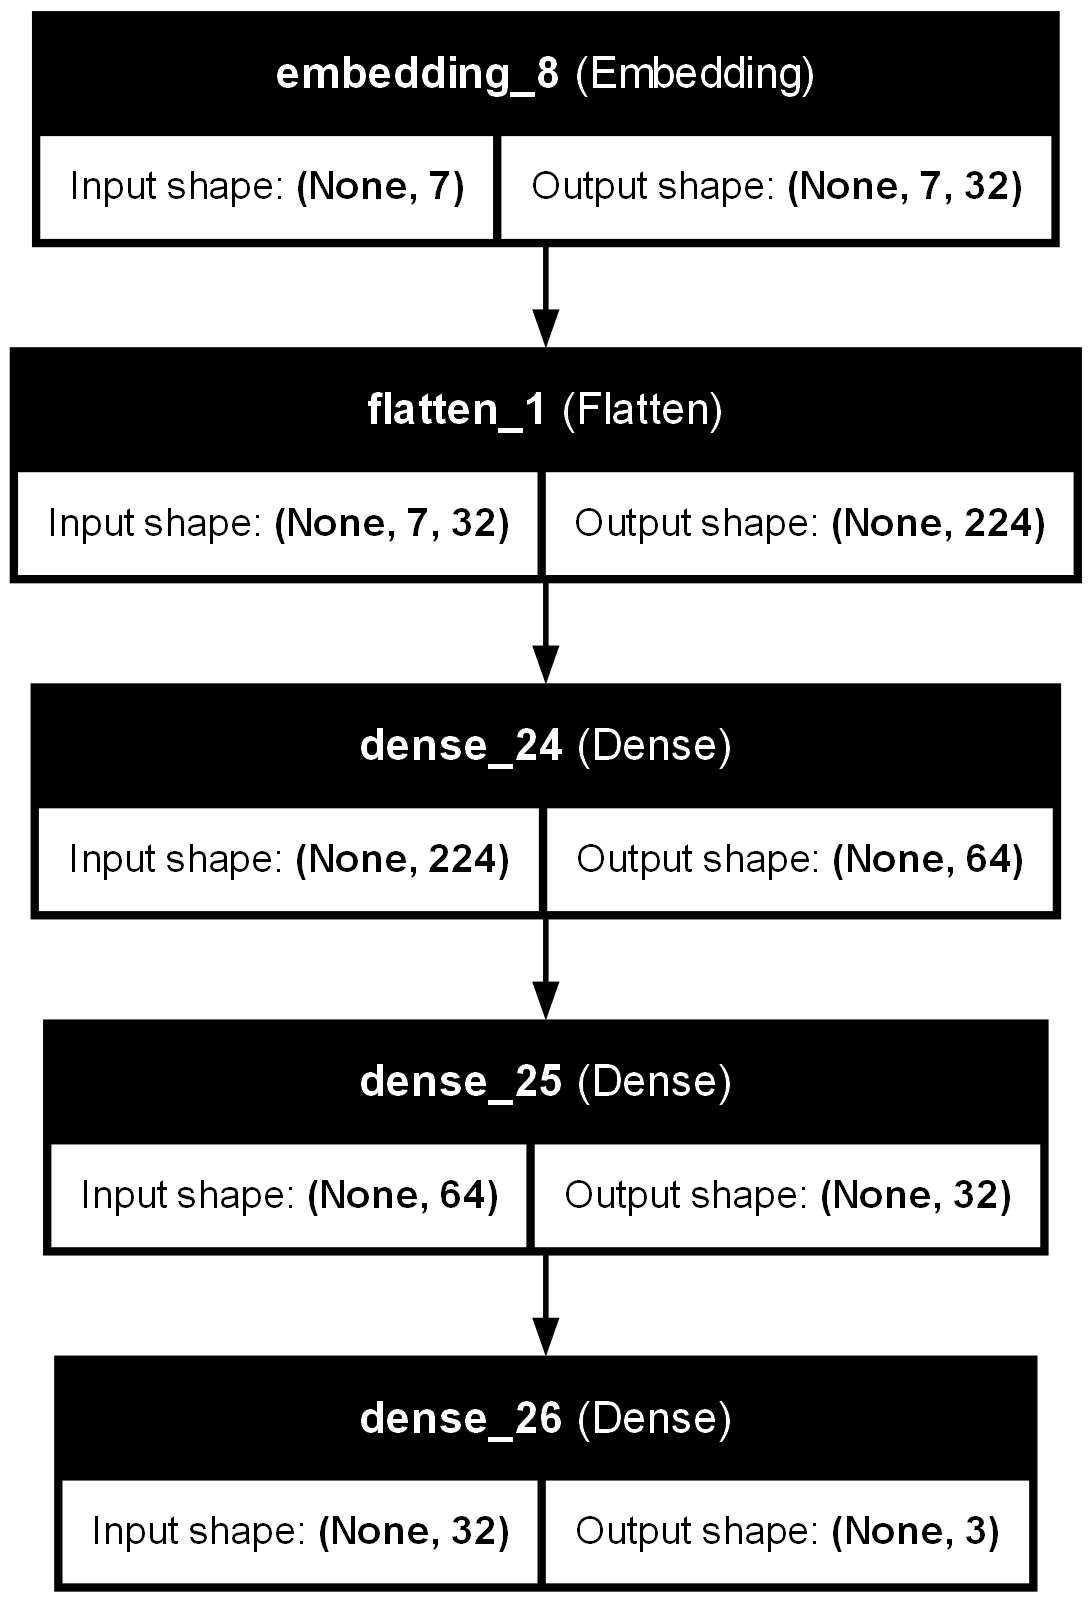 embedding_8 (Embedding)
Input shape: (None, 7) Output shape: (None, 7, 32)
flatten_1 (Flatten)
Input shape: (None, 7, 32) Output shape: (None, 224)
dense_24 (Dense)
Input shape: (None, 224) Output shape: (None, 64)
dense_25 (Dense)
Input shape: (None, 64) Output shape: (None, 32)
dense_26 (Dense)
Input shape: (None, 32) Output shape: (None, 3)